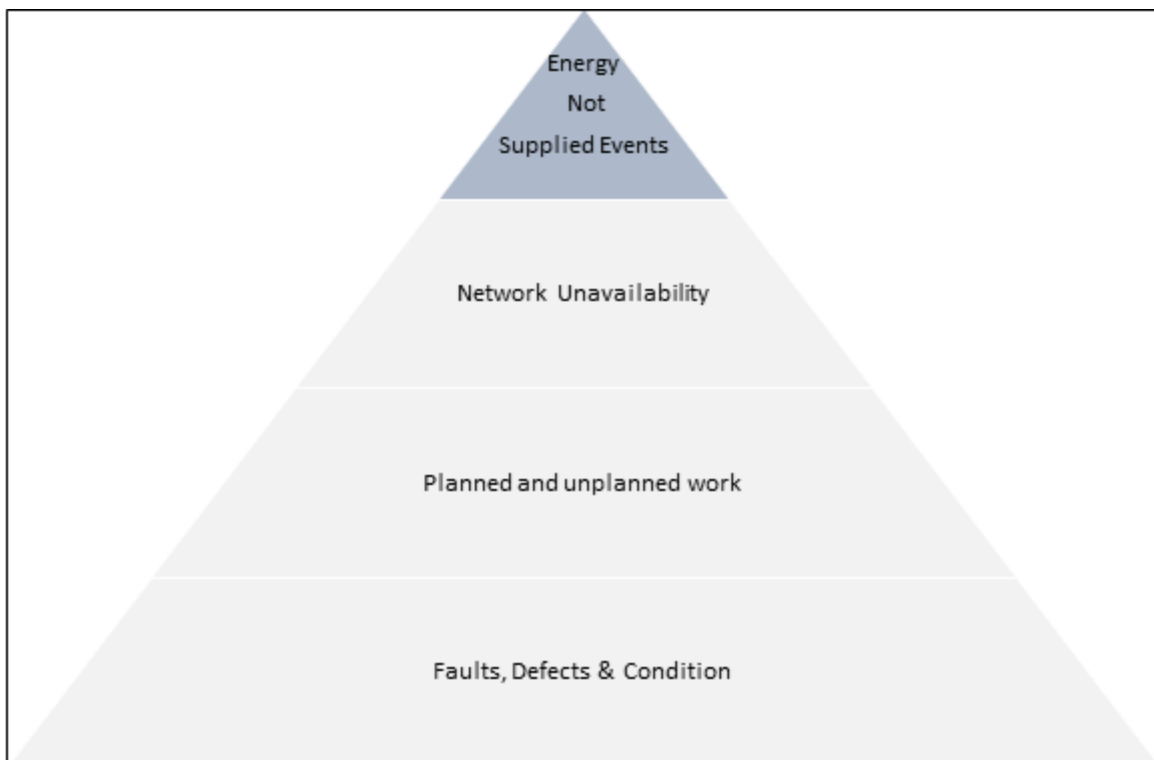 Energy
Not
Supplied Events
Network Unavailability
Planned and unplanned work
Faults, Defects & Condition